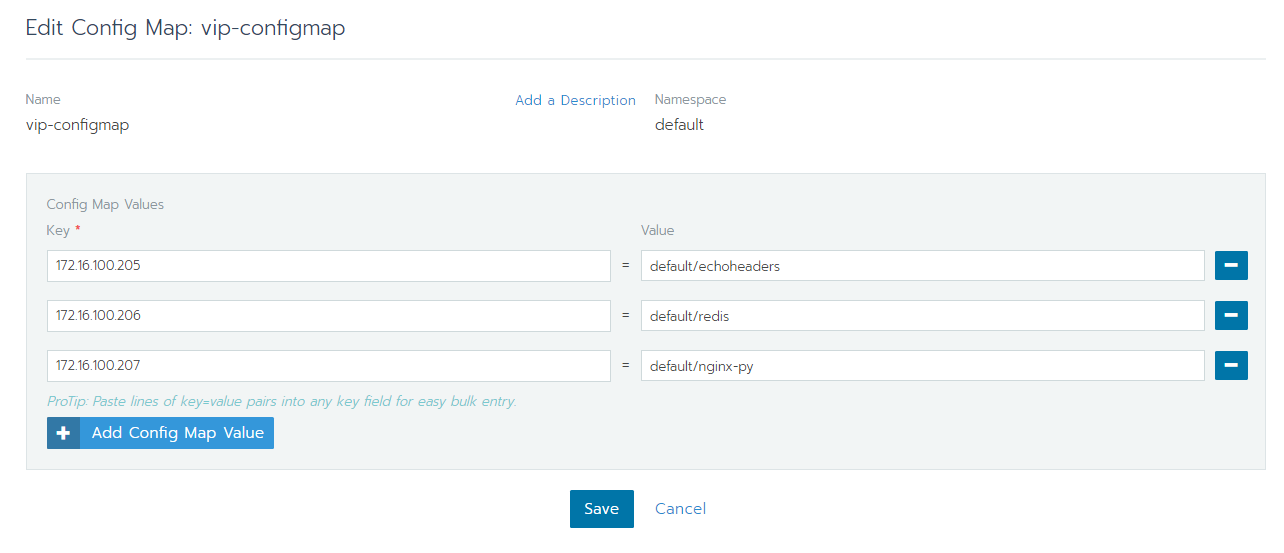 Edit Config Map: vip-configmap
Name
Add a Description
Namespace
vip-configmap
default
Config Map Values
Key *
Value
172.16.100.205 = default/echoheaders
172.16.100.206 = default/redis
172.16.100.207 = default/nginx-py
ProTip: Paste lines of key=value pairs into any key field for easy bulk entry.
Add Config Map Value
Save
Cancel